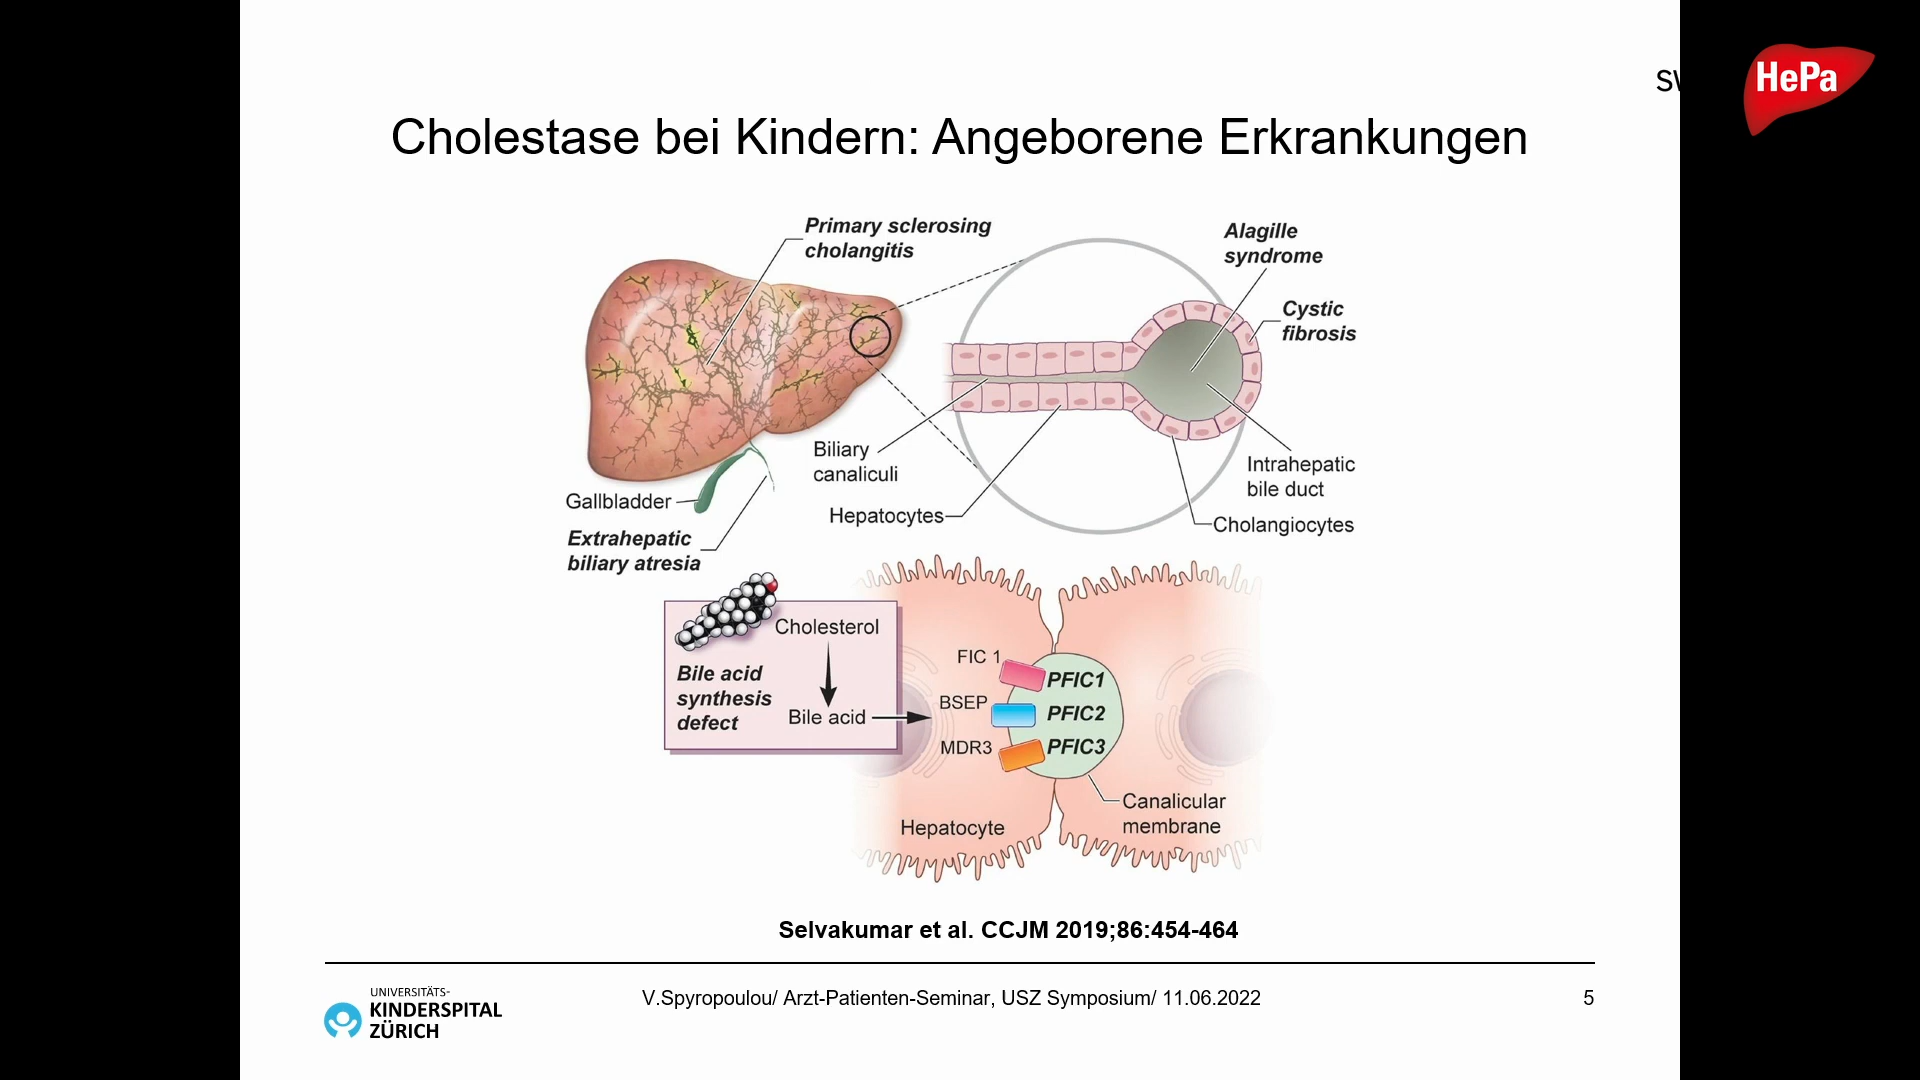 HePa
Cholestase bei Kindern: Angeborene Erkrankungen
Primary sclerosing
cholangitis
Alagille
syndrome
Cystic
fibrosis
Biliary
canaliculi
Intrahepatic
bile duct
Gallbladder
Hepatocytes
Cholangiocytes
Extrahepatic
biliary atresia
Cholesterol
Bile acid
synthesis
defect
Bile acid
FIC 1
PFIC1
BSEP
PFIC2
MDR3
PFIC3
Canalicular
membrane
Hepatocyte
Selvakumar et al. CCJM 2019;86:454-464
UNIVERSITÄTS-
KINDERSPITAL
ZÜRICH
V.Spyropoulou/ Arzt-Patienten-Seminar, USZ Symposium/ 11.06.2022
5